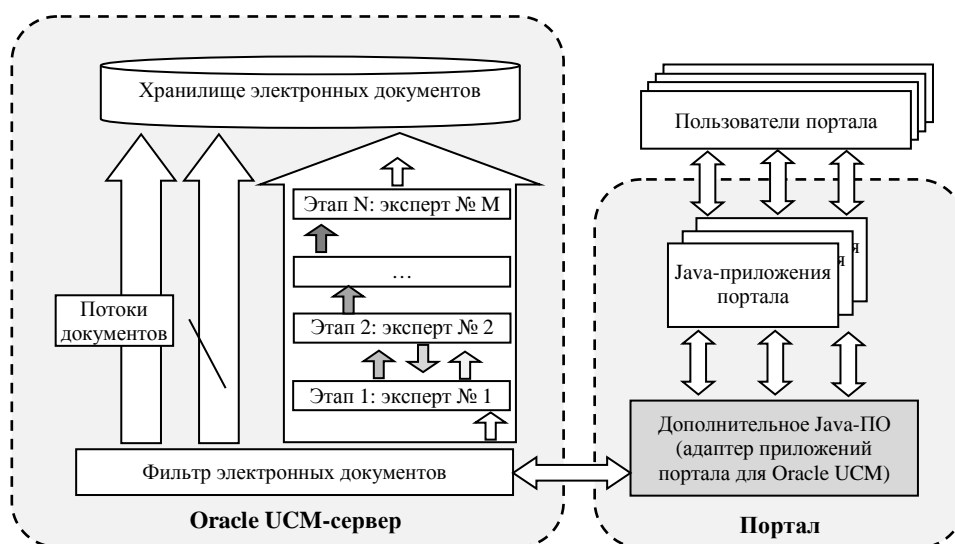 Хранилище электронных документов
Этап N: эксперт № M
…
Этап 2: эксперт № 2
Этап 1: эксперт № 1
Потоки
документов
Фильтр электронных документов
Oracle UCM-сервер
Пользователи портала
Java-приложения
портала
Дополнительное Java-ПО
(адаптер приложений
портала для Oracle UCM)
Портал